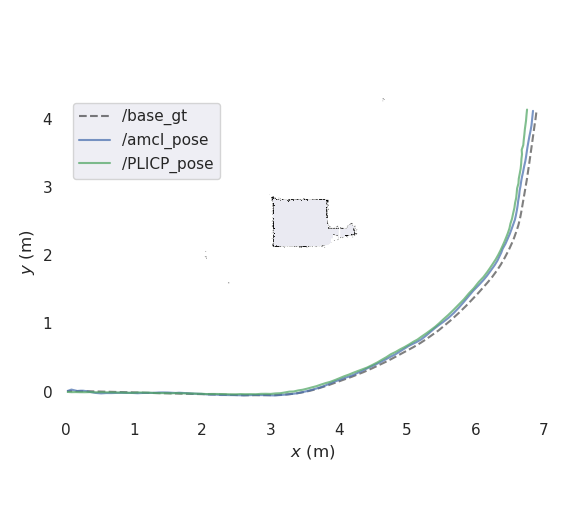 /base_gt
/amcl_pose
/PLICP_pose
4
3
2
1
0
y (m)
0 1 2 3 4 5 6 7
x (m)